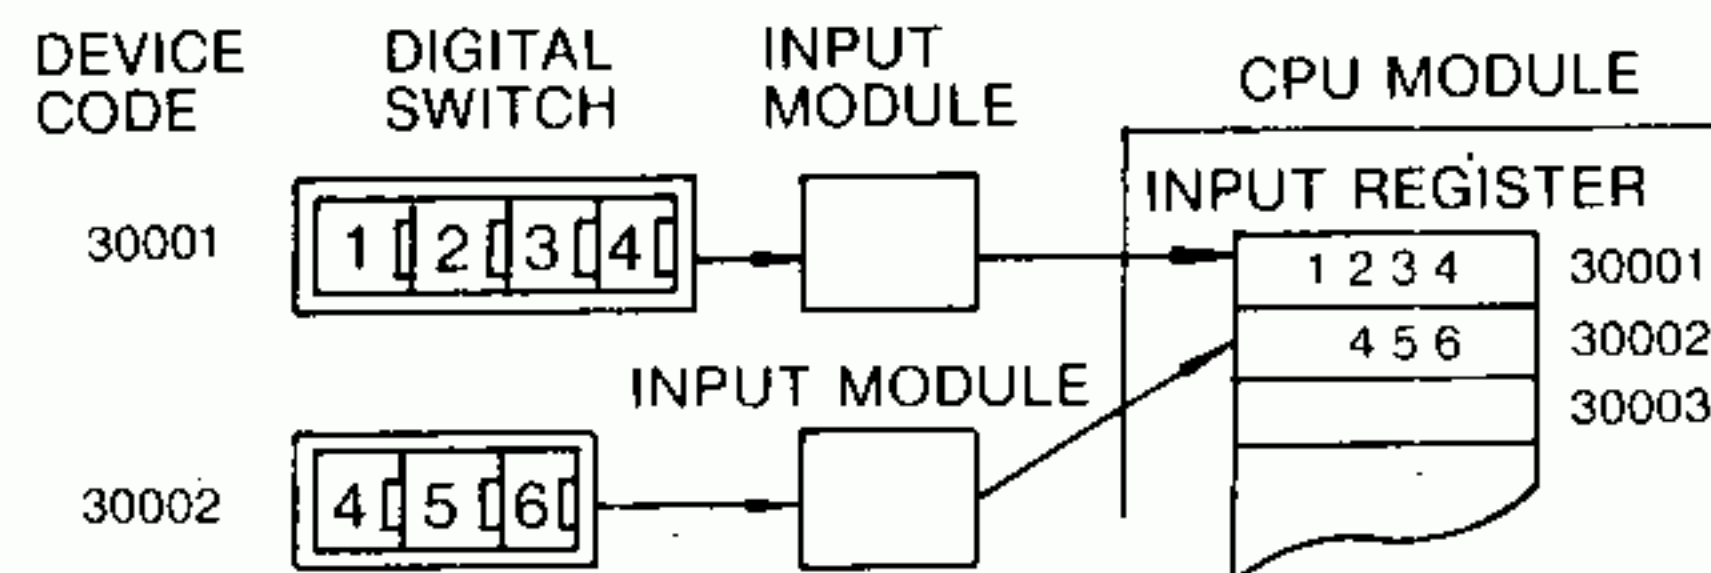 DEVICE
CODE
DIGITAL
SWITCH
INPUT
MODULE
CPU MODULE
INPUT REGISTER
30001
1 2 3 4
1 2 3 4
30001
4 5 6
30002
INPUT MODULE
30003
30002
4 5 6